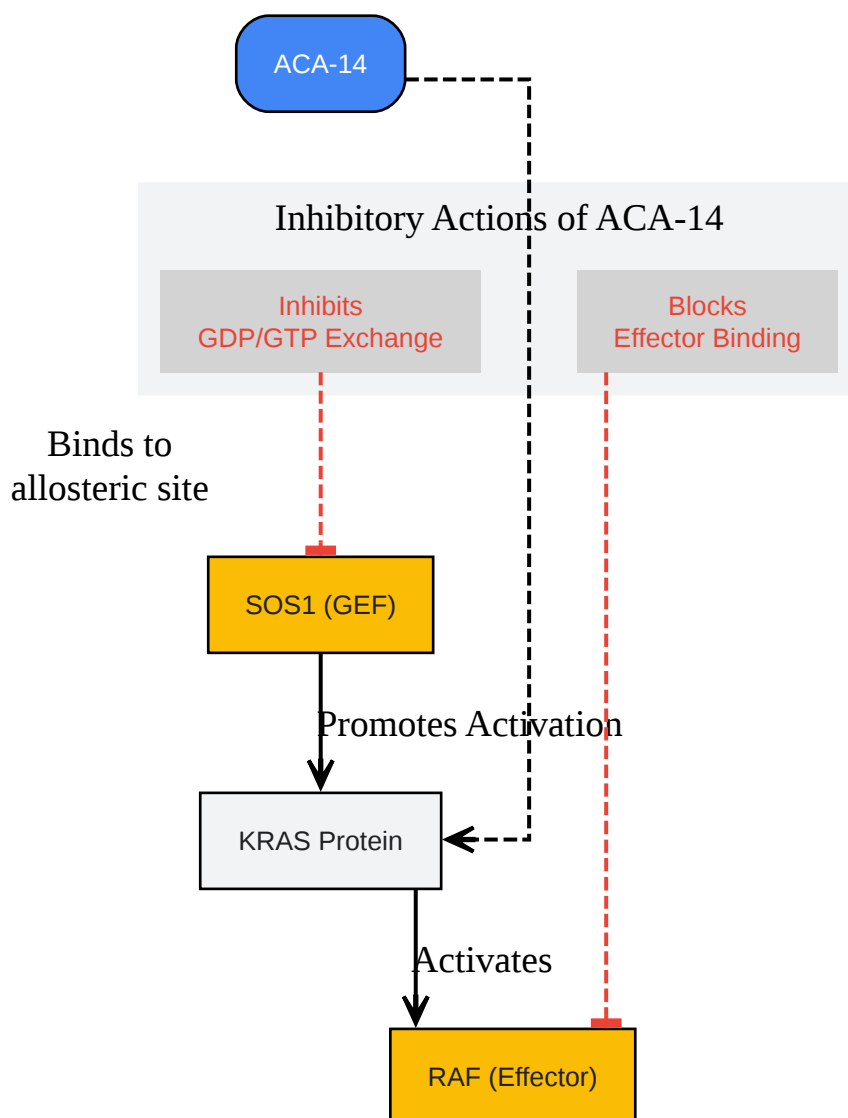 ACA-14
Inhibitory Actions of ACA-14
Inhibits
GDP/GTP Exchange
Blocks
Effector Binding
Binds to
allosteric site
SOS1 (GEF)
Promotes Activation
KRAS Protein
Activates
RAF (Effector)